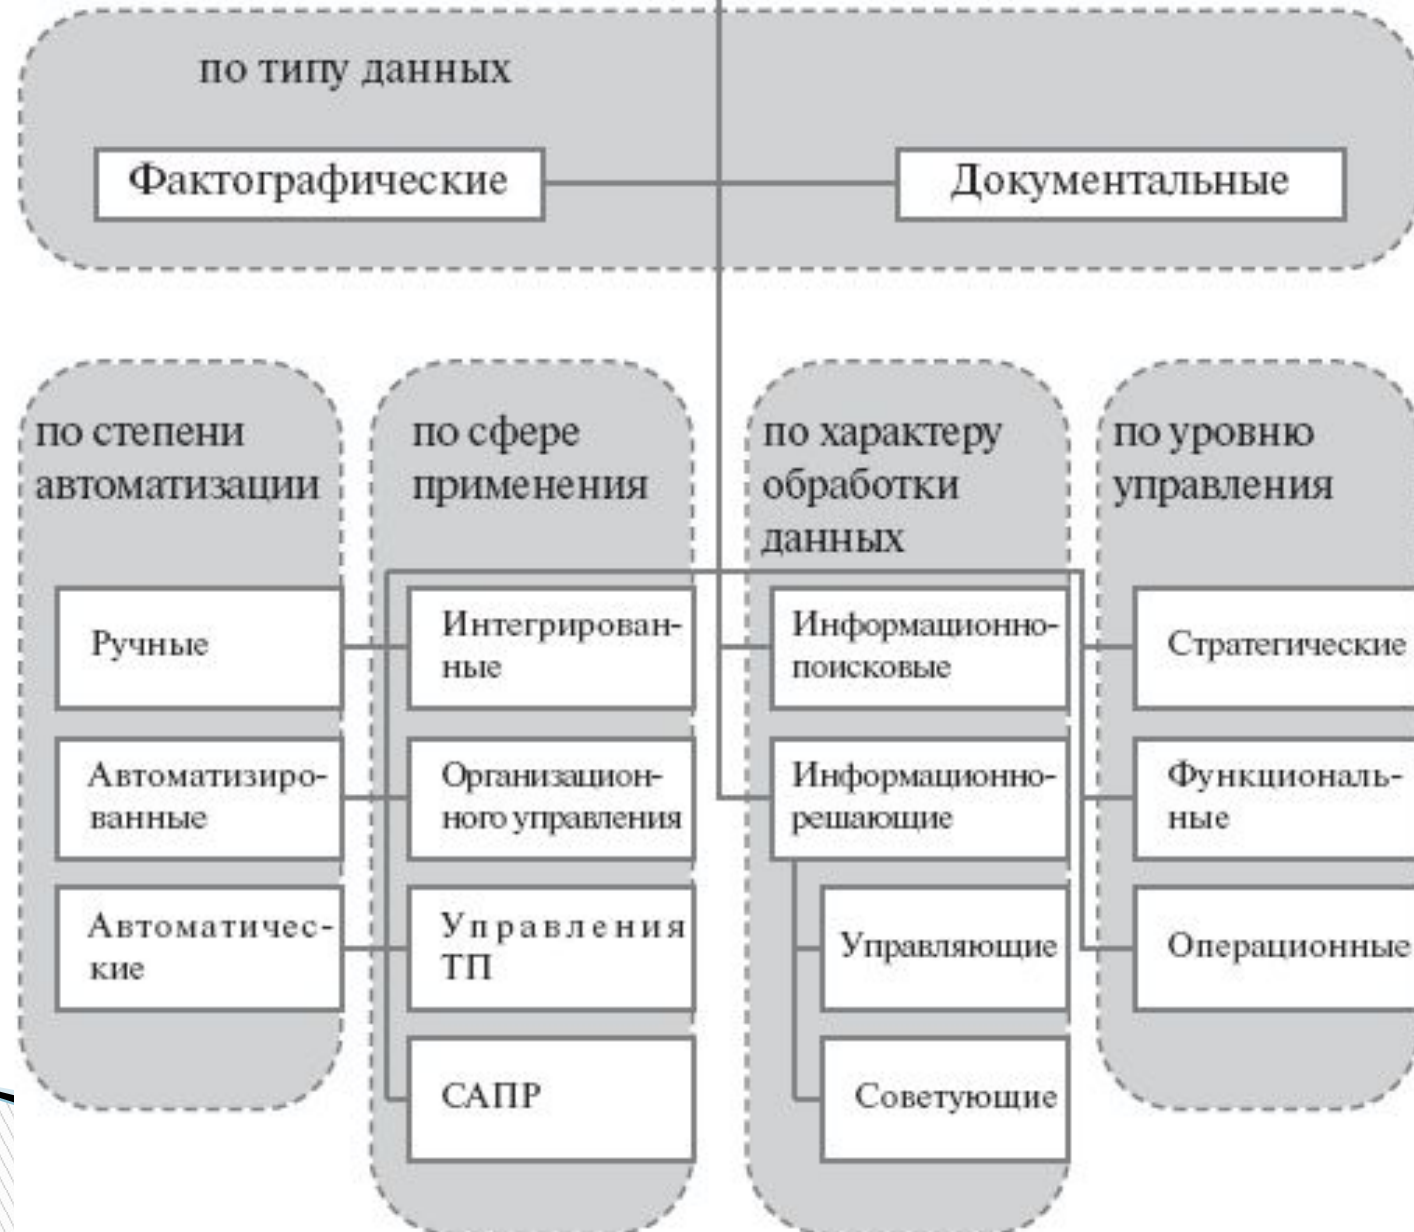 по типу данных
Фактографические
Документальные
по степени
автоматизации
Ручные
Автоматизиро-
ванные
Автоматичес-
кие
по сфере
применения
Интегрирован-
ные
Организацион-
ного управления
Управления
ТП
САПР
по характеру
обработки
данных
Информационно-
поисковые
Информационно-
решающие
Управляющие
Советующие
по уровню
управления
Стратегические
Функциональ-
ные
Операционные